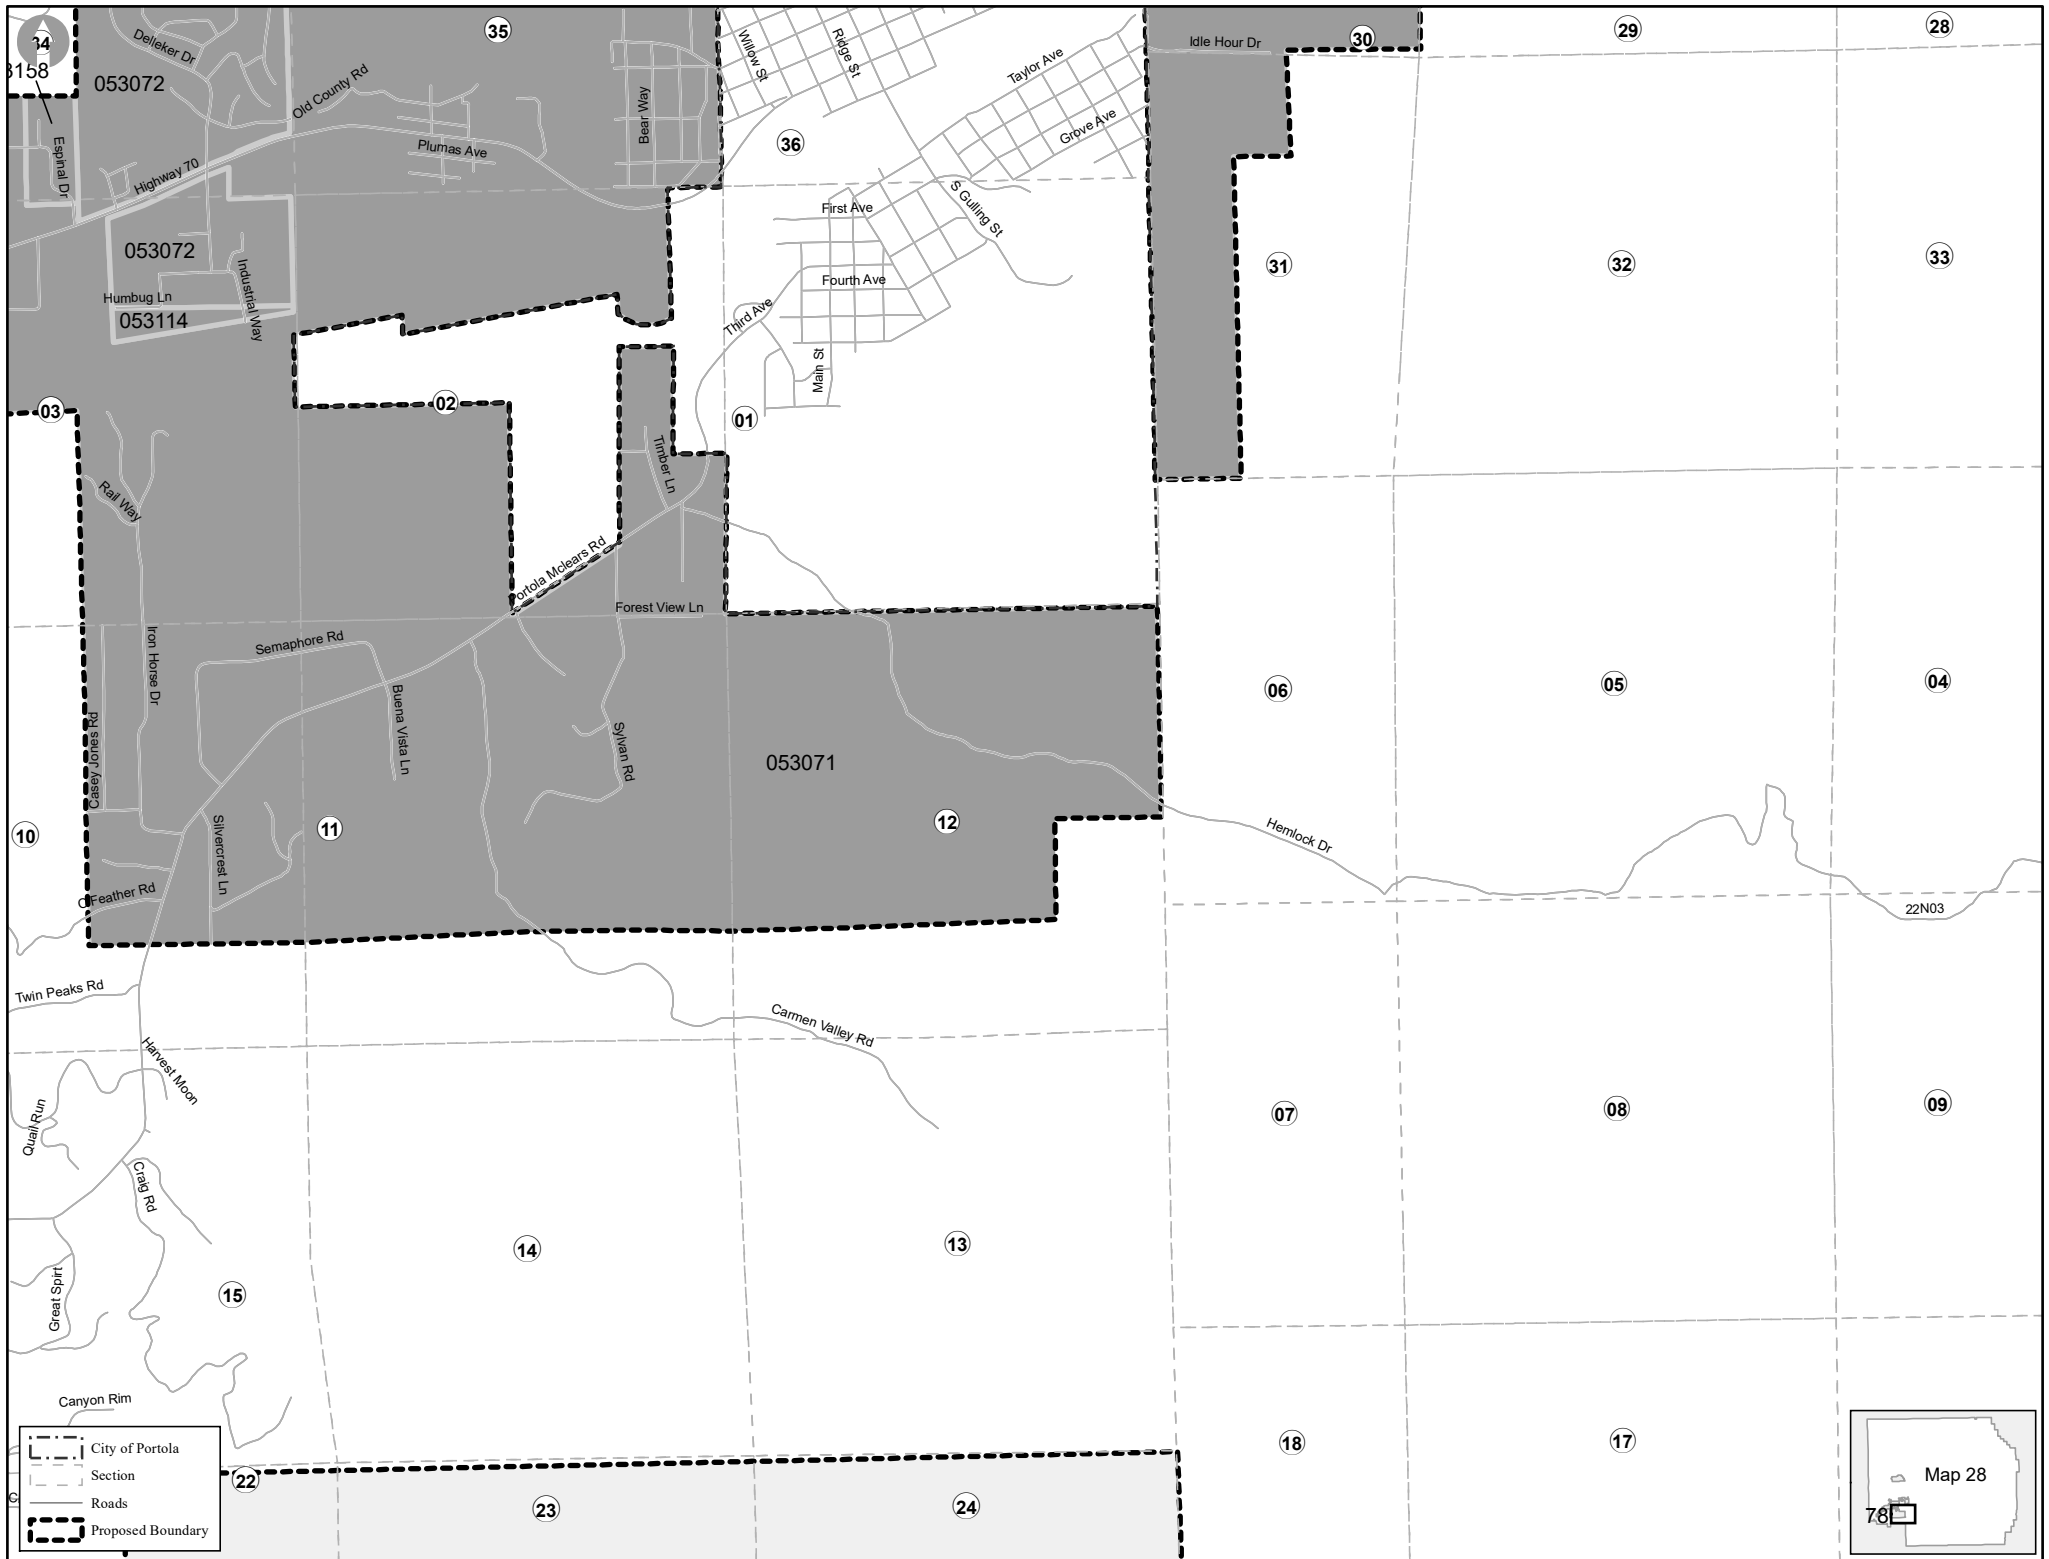 34
35
30
29
28
3158
053072
Delleker Dr
Old County Rd
Willow St
Ridge St
Taylor Ave
Idle Hour Dr
Bear Way
36
Grove Ave
Espinal Dr
Highway 70
Plumas Ave
S Gulling St
First Ave
053072
Industrial Way
31
32
33
Humbug Ln
053114
Fourth Ave
Third Ave
Main St
03
02
01
Timber Ln
Rail Way
ortola Mclears Rd
Forest View Ln
Iron Horse Dr
Semaphore Rd
Buena Vista Ln
Casey Jones Rd
Sylvan Rd
053071
06
05
04
10
11
12
Silvercrest Ln
Hemlock Dr
Feather Rd
22N03
Twin Peaks Rd
Carmen Valley Rd
Harvest Moon
Quail Run
07
08
09
Craig Rd
14
13
15
Great Spirt
Canyon Rim
City of Portola
Section
Roads
Proposed Boundary
22
23
24
18
17
Map 28
78